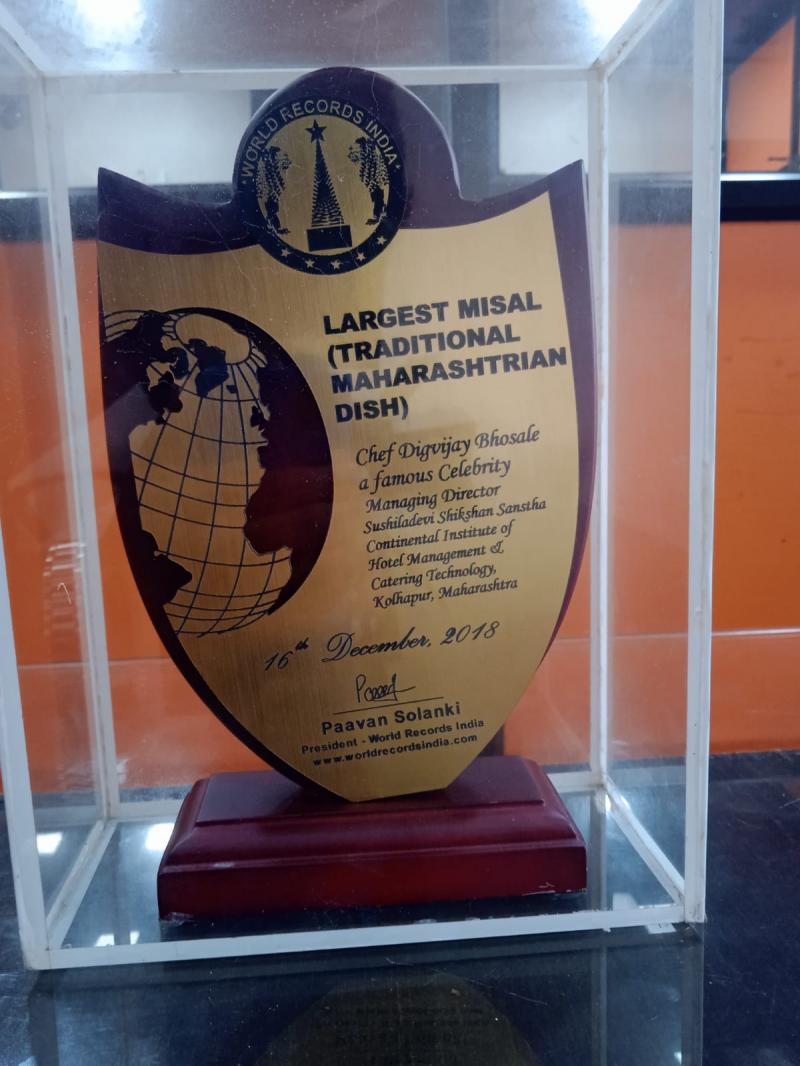 WORLD RECORDS INDIA
LARGEST MISAL
(TRADITIONAL
MAHARASHTRIAN
DISH)
Chef Digvijay Bhosale
a famous Celebrity
Managing Director
Sushiladevi Shikshan Sanstha
Continental Institute of
Hotel Management &
Catering Technology,
Kolhapur, Maharashtra
16th December, 2018
Paavan Solanki
President - World Records India
www.worldrecordsindia.com